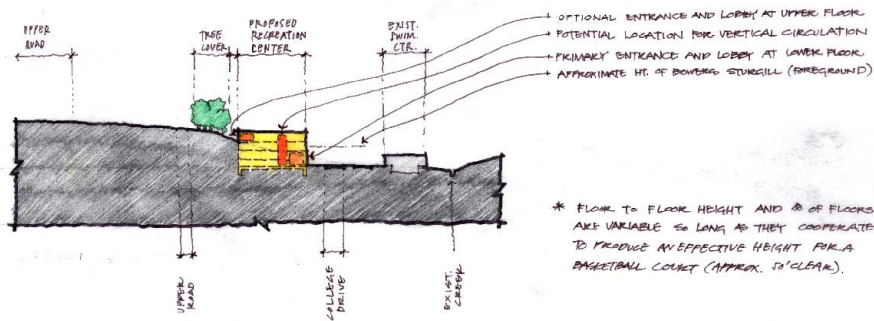 UPPER
ROAD
TREE
COVER
PROPOSED
RECREATION
CENTER
EXIST.
SWIM.
CTR.
OPTIONAL ENTRANCE AND LOBBY AT UPPER FLOOR
POTENTIAL LOCATION FOR VERTICAL CIRCULATION
PRIMARY ENTRANCE AND LOBBY AT LOWER FLOOR
APPROXIMATE HT. OF BOWERS STURGILL (FOREGROUND)
* FLOOR TO FLOOR HEIGHT AND # OF FLOORS
ARE VARIABLE SO LONG AS THEY COOPERATE
TO PRODUCE AN EFFECTIVE HEIGHT FOR A
BASKETBALL COURT (APPROX. 50' CLEAR).
UPPER
ROAD
COLLEGE
DRIVE
EXIST.
CREEK